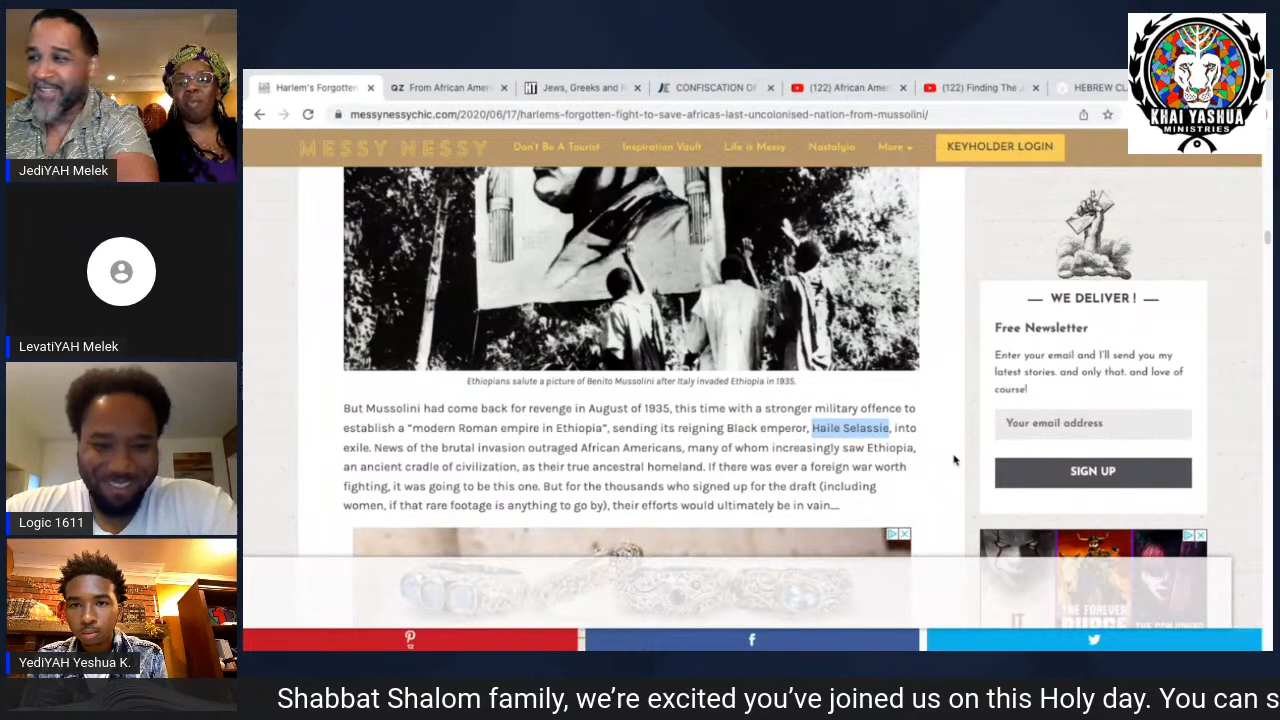 JediYAH Melek
LevatiYAH Melek
Logic 1611
YediYAH Yeshua K.
Harlem's Forgotten
From African Amer
Jews, Greeks and R
CONFISCATION OF
(122) African Amer
(122) Finding The
HEBREW CL
messynessychic.com/2020/06/17/harlems-forgotten-fight-to-save-africas-last-uncolonised-nation-from-mussolini/
KHAI YASHUA
MINISTRIES
MESSY NESSY
Don't Be A Tourist
Inspiration Vault
Life is Messy
Nostalgia
More
KEYHOLDER LOGIN
Ethiopians salute a picture of Benito Mussolini after Italy invaded Ethiopia in 1935.
But Mussolini had come back for revenge in August of 1935, this time with a stronger military offence to
establish a “modern Roman empire in Ethiopia”, sending its reigning Black emperor, Haile Selassie, into
exile. News of the brutal invasion outraged African Americans, many of whom increasingly saw Ethiopia,
an ancient cradle of civilization, as their true ancestral homeland. If there was ever a foreign war worth
fighting, it was going to be this one. But for the thousands who signed up for the draft (including
women, if that rare footage is anything to go by), their efforts would ultimately be in vain....
WE DELIVER !
Free Newsletter
Enter your email and I'll send you my
latest stories. and only that. and love of
course!
Your email address
SIGN UP
THE FOREVER
PURGE
12
Shabbat Shalom family, we’re excited you’ve joined us on this Holy day. You can s